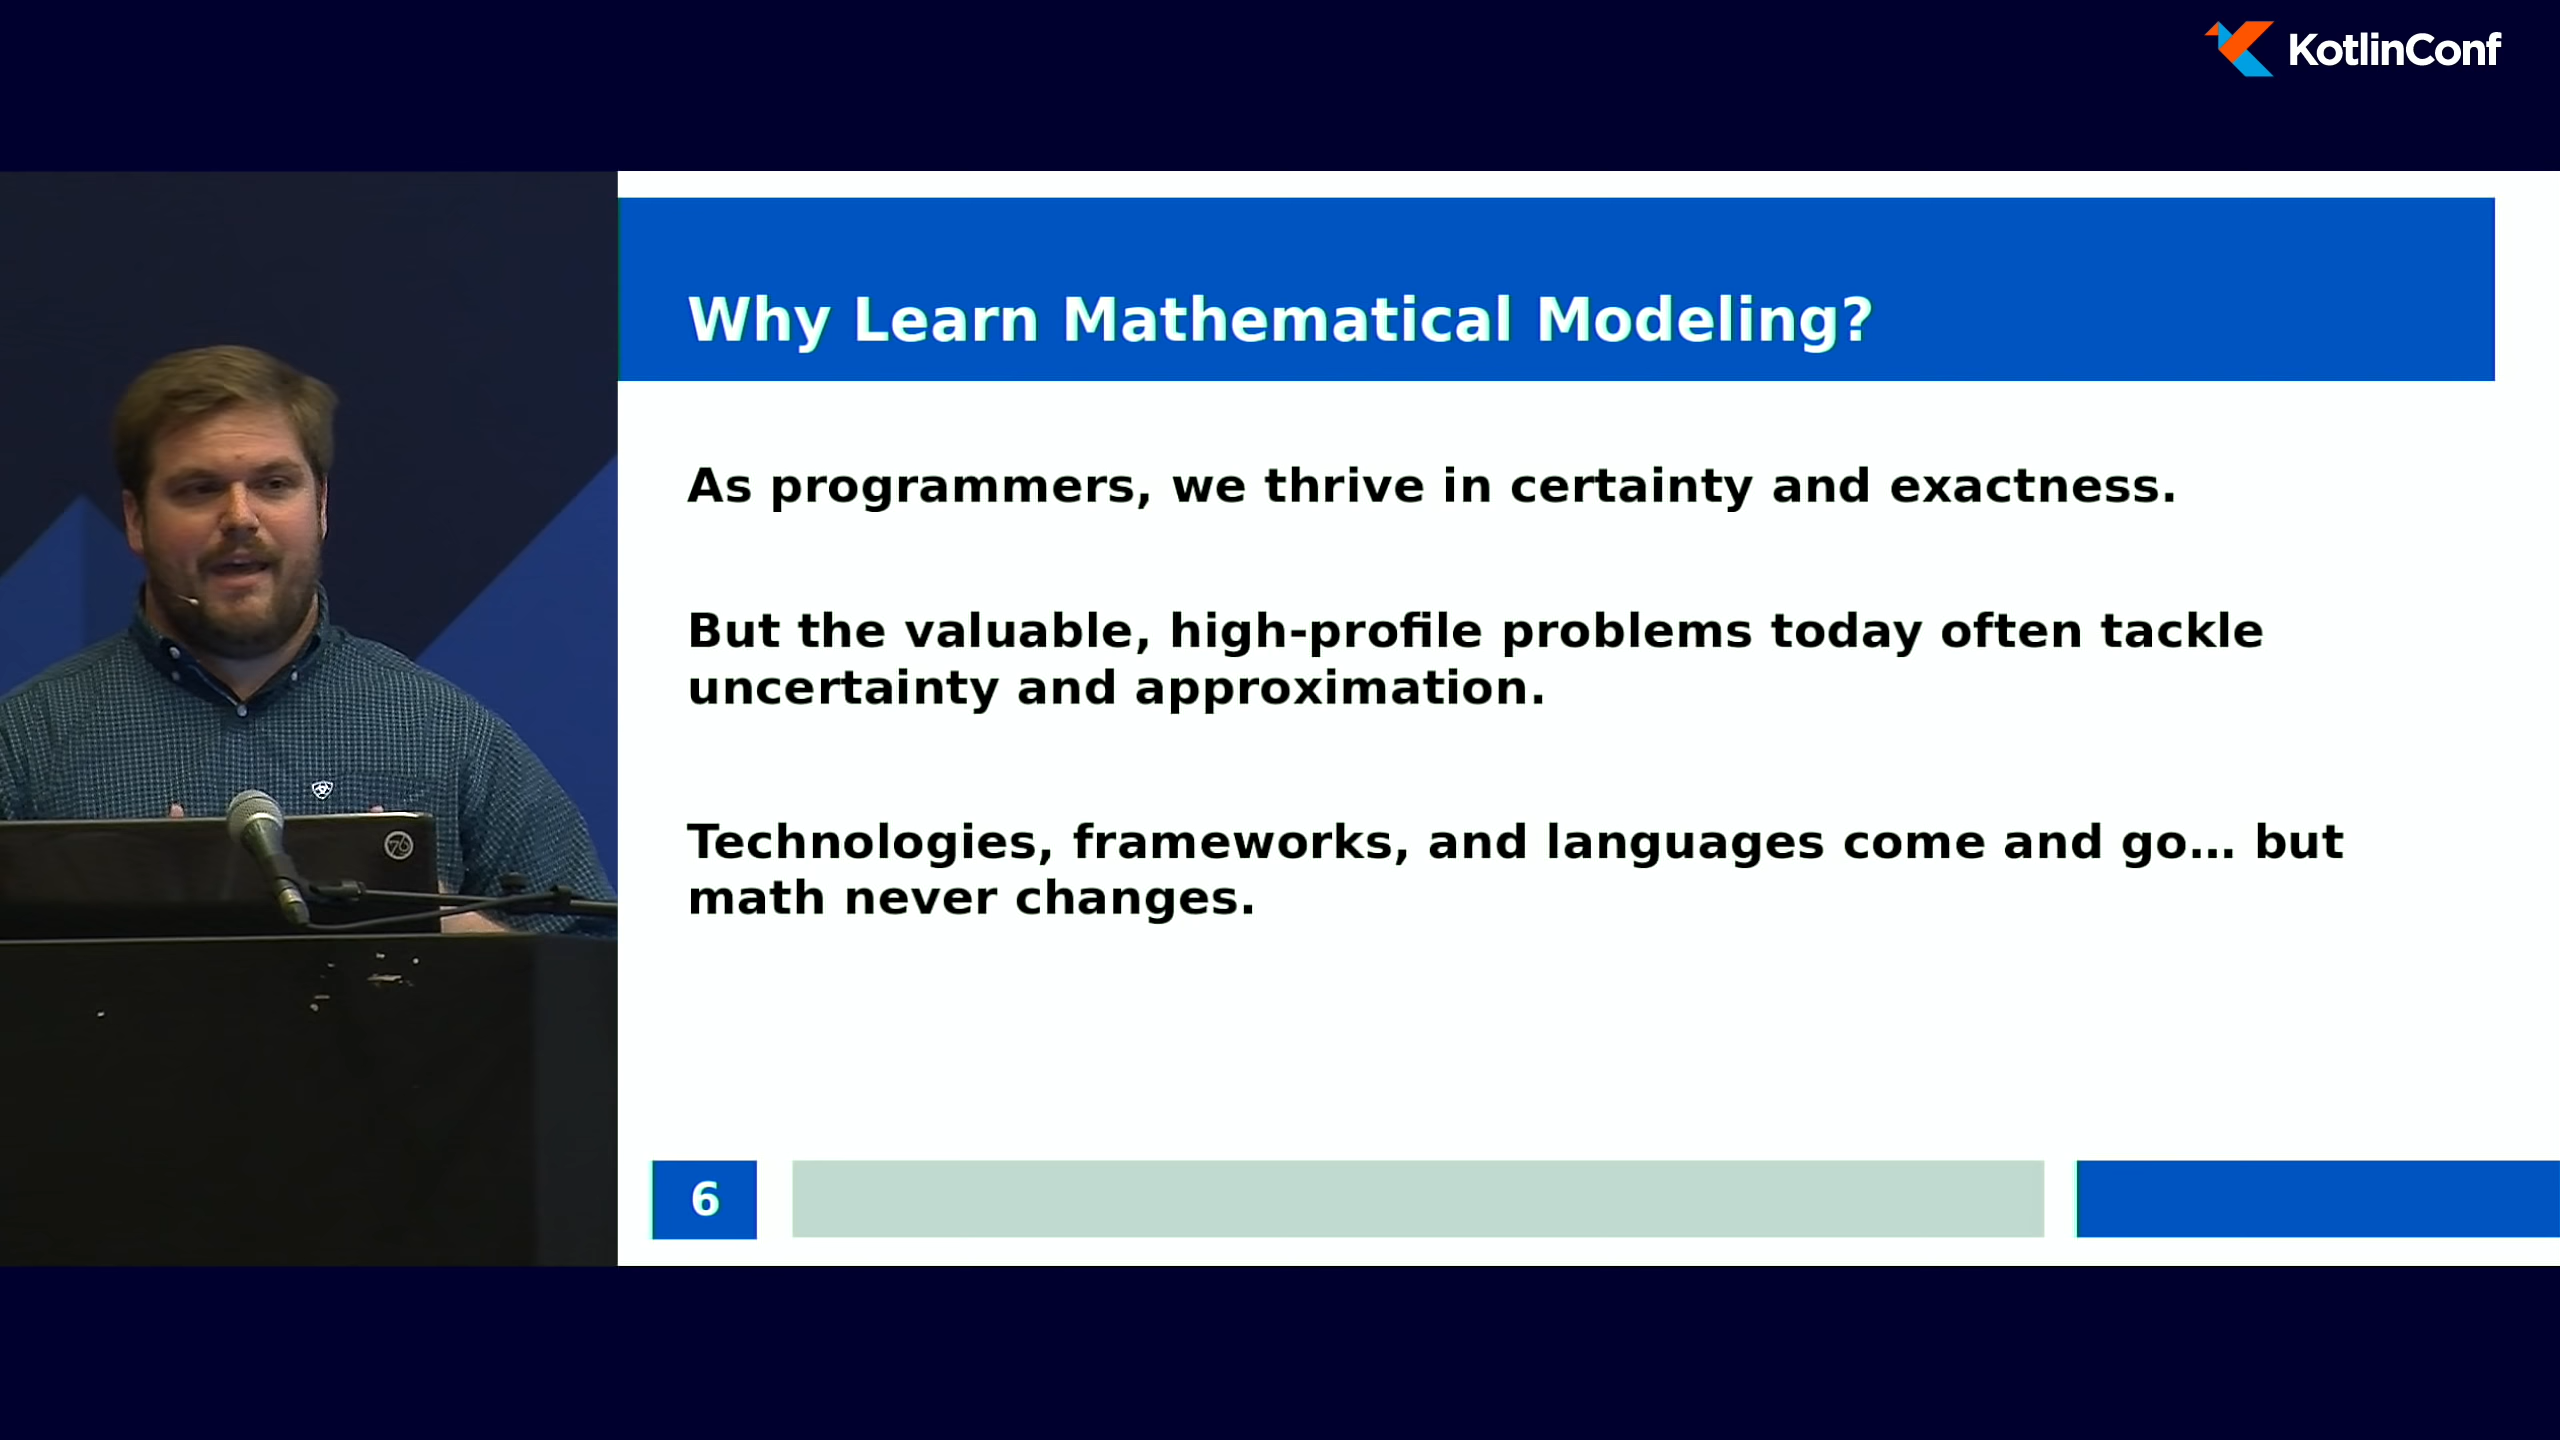 KotlinConf
Why Learn Mathematical Modeling?
As programmers, we thrive in certainty and exactness.
But the valuable, high-profile problems today often tackle
uncertainty and approximation.
Technologies, frameworks, and languages come and go... but
math never changes.
76
6